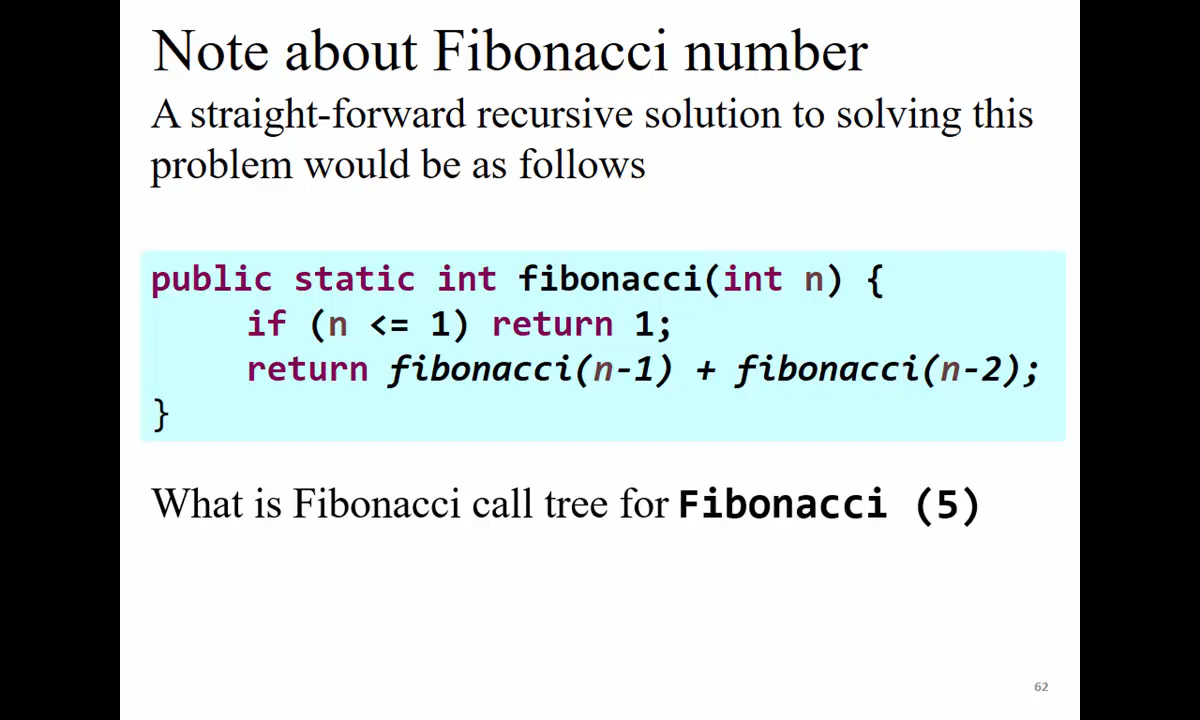 Note about Fibonacci number
A straight-forward recursive solution to solving this
problem would be as follows
public static int fibonacci(int n) {
if (n <= 1) return 1;
return fibonacci(n-1) + fibonacci(n-2);
}
What is Fibonacci call tree for Fibonacci (5)
62